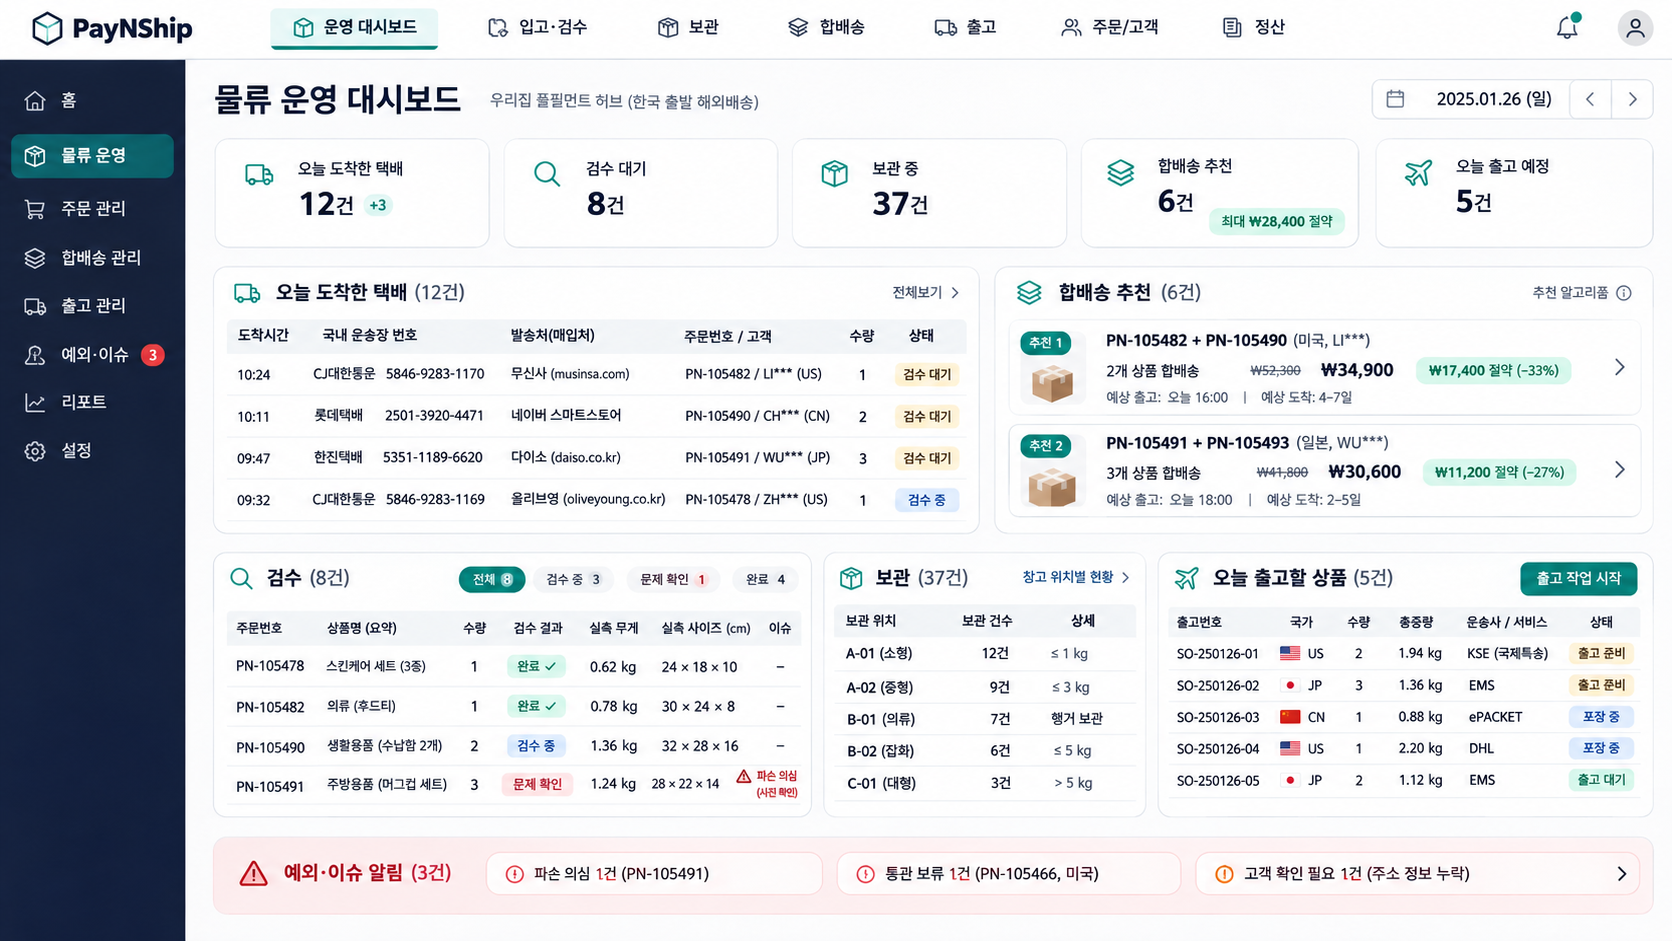 PayNShip
운영 대시보드
입고·검수
보관
합배송
출고
주문/고객
정산
홈
물류 운영
주문 관리
합배송 관리
출고 관리
예외·이슈 3
리포트
설정
물류 운영 대시보드 우리집 풀필먼트 허브 (한국 출발 해외배송)
2025.01.26 (일)
오늘 도착한 택배
12건 +3
검수 대기
8건
보관 중
37건
합배송 추천
6건
최대 ₩28,400 절약
오늘 출고 예정
5건
오늘 도착한 택배 (12건) 전체보기
도착시간 국내 운송장 번호 발송처(매입처) 주문번호 / 고객 수량 상태
10:24 CJ대한통운 5846-9283-1170 무신사 (musinsa.com) PN-105482 / LI*** (US) 1 검수 대기
10:11 롯데택배 2501-3920-4471 네이버 스마트스토어 PN-105490 / CH*** (CN) 2 검수 대기
09:47 한진택배 5351-1189-6620 다이소 (daiso.co.kr) PN-105491 / WU*** (JP) 3 검수 대기
09:32 CJ대한통운 5846-9283-1169 올리브영 (oliveyoung.co.kr) PN-105478 / ZH*** (US) 1 검수 중
합배송 추천 (6건) 추천 알고리품
추천 1
PN-105482 + PN-105490 (미국, LI***)
2개 상품 합배송 ₩52,300 ₩34,900 ₩17,400 절약 (−33%)
예상 출고: 오늘 16:00 | 예상 도착: 4–7일
추천 2
PN-105491 + PN-105493 (일본, WU***)
3개 상품 합배송 ₩41,800 ₩30,600 ₩11,200 절약 (−27%)
예상 출고: 오늘 18:00 | 예상 도착: 2–5일
검수 (8건) 전체 8 검수 중 3 문제 확인 1 완료 4
주문번호 상품명 (요약) 수량 검수 결과 실측 무게 실측 사이즈 (cm) 이슈
PN-105478 스킨케어 세트 (3종) 1 완료 ✓ 0.62 kg 24 × 18 × 10 –
PN-105482 의류 (후드티) 1 완료 ✓ 0.78 kg 30 × 24 × 8 –
PN-105490 생활용품 (수납함 2개) 2 검수 중 1.36 kg 32 × 28 × 16 –
PN-105491 주방용품 (머그컵 세트) 3 문제 확인 1.24 kg 28 × 22 × 14 파손 의심
(사진 확인)
보관 (37건) 창고 위치별 현황
보관 위치 보관 건수 상세
A-01 (소형) 12건 ≤ 1 kg
A-02 (중형) 9건 ≤ 3 kg
B-01 (의류) 7건 행거 보관
B-02 (잡화) 6건 ≤ 5 kg
C-01 (대형) 3건 > 5 kg
오늘 출고할 상품 (5건) 출고 작업 시작
출고번호 국가 수량 총중량 운송사 / 서비스 상태
SO-250126-01 US 2 1.94 kg KSE (국제특송) 출고 준비
SO-250126-02 JP 3 1.36 kg EMS 출고 준비
SO-250126-03 CN 1 0.88 kg ePACKET 포장 중
SO-250126-04 US 1 2.20 kg DHL 포장 중
SO-250126-05 JP 2 1.12 kg EMS 출고 대기
예외·이슈 알림 (3건)
파손 의심 1건 (PN-105491)
통관 보류 1건 (PN-105466, 미국)
고객 확인 필요 1건 (주소 정보 누락)